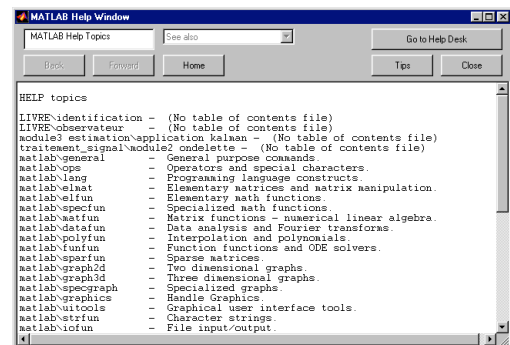 MATLAB Help Window
MATLAB Help Topics
See also
Go to Help Desk
Back
Forward
Home
Tips
Close
HELP topics
LIVRE\identification - (No table of contents file)
LIVRE\observateur - (No table of contents file)
module3 estimation\application kalman - (No table of contents file)
traitement_signal\module2 ondelette - (No table of contents file)
matlab\general - General purpose commands.
matlab\ops - Operators and special characters.
matlab\lang - Programming language constructs.
matlab\elmat - Elementary matrices and matrix manipulation.
matlab\elfun - Elementary math functions.
matlab\specfun - Specialized math functions.
matlab\matfun - Matrix functions - numerical linear algebra.
matlab\datafun - Data analysis and Fourier transforms.
matlab\polyfun - Interpolation and polynomials.
matlab\funfun - Function functions and ODE solvers.
matlab\sparfun - Sparse matrices.
matlab\graph2d - Two dimensional graphs.
matlab\graph3d - Three dimensional graphs.
matlab\specgraph - Specialized graphs.
matlab\graphics - Handle Graphics.
matlab\uitools - Graphical user interface tools.
matlab\strfun - Character strings.
matlab\iofun - File input/output.